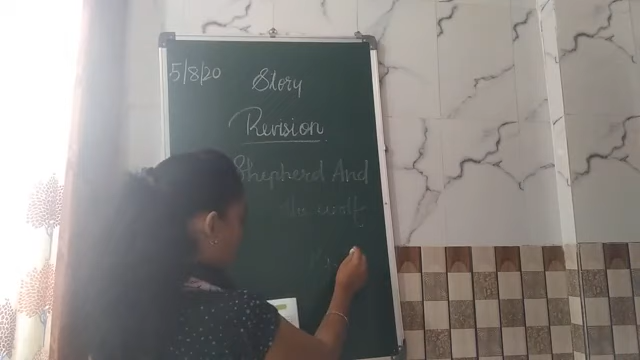 5/8/20
Story
Revision
Shepherd And
the wolf